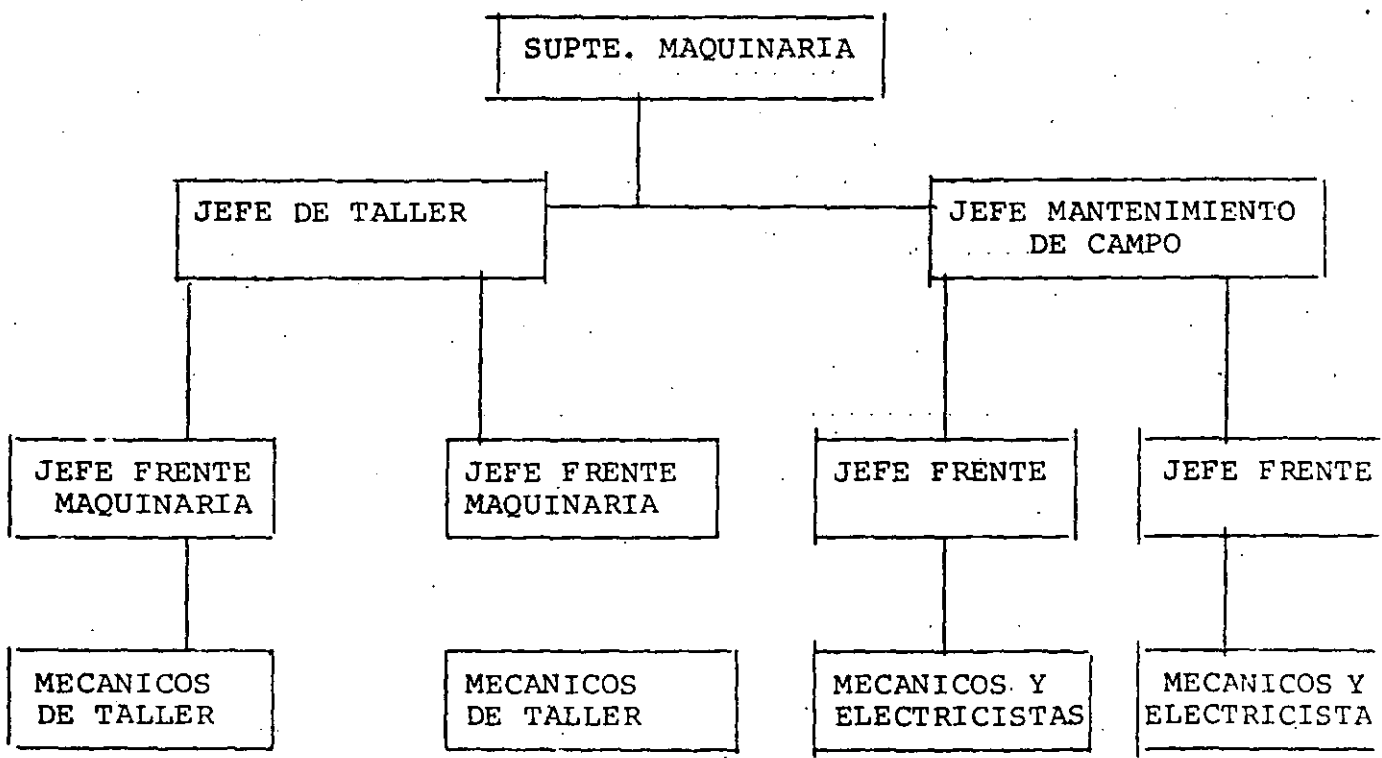 SUPTE. MAQUINARIA
JEFE DE TALLER
JEFE MANTENIMIENTO
DE CAMPO
JEFE FRENTE
MAQUINARIA
JEFE FRENTE
MAQUINARIA
JEFE FRENTE
JEFE FRENTE
MECANICOS
DE TALLER
MECANICOS
DE TALLER
MECANICOS Y
ELECTRICISTAS
MECANICOS Y
ELECTRICISTA